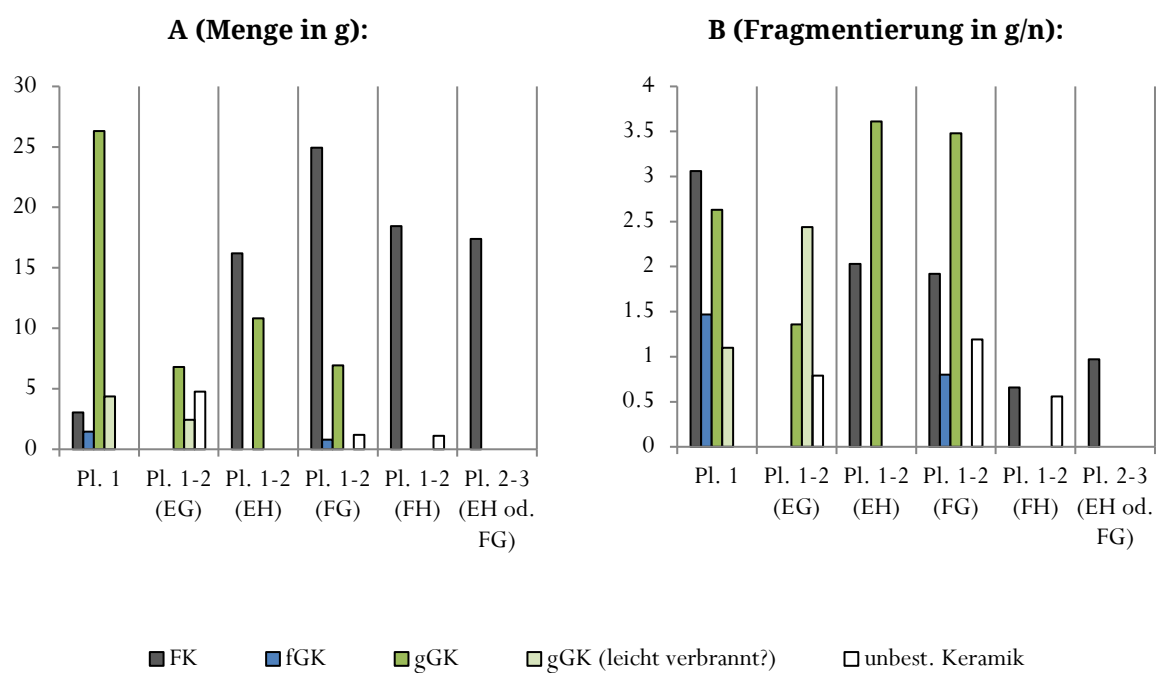 A (Menge in g):
30
25
20
15
10
5
0
Pl. 1
Pl. 1-2
(EG)
Pl. 1-2
(EH)
Pl. 1-2
(FG)
Pl. 1-2
(FH)
Pl. 2-3
(EH od.
FG)
B (Fragmentierung in g/n):
4
3.5
3
2.5
2
1.5
1
0.5
0
Pl. 1
Pl. 1-2
(EG)
Pl. 1-2
(EH)
Pl. 1-2
(FG)
Pl. 1-2
(FH)
Pl. 2-3
(EH od.
FG)
FK fGK gGK gGK (leicht verbrannt?) unbest. Keramik